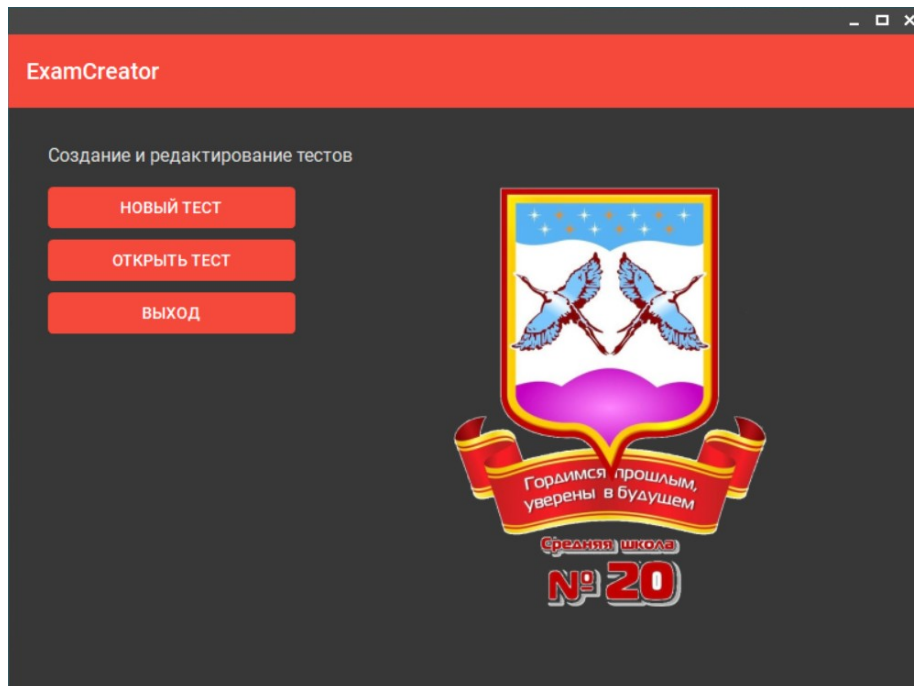 ExamCreator
Создание и редактирование тестов
НОВЫЙ ТЕСТ
ОТКРЫТЬ ТЕСТ
ВЫХОД
Гордимся прошлым,
уверены в будущем
Средняя школа
№ 20